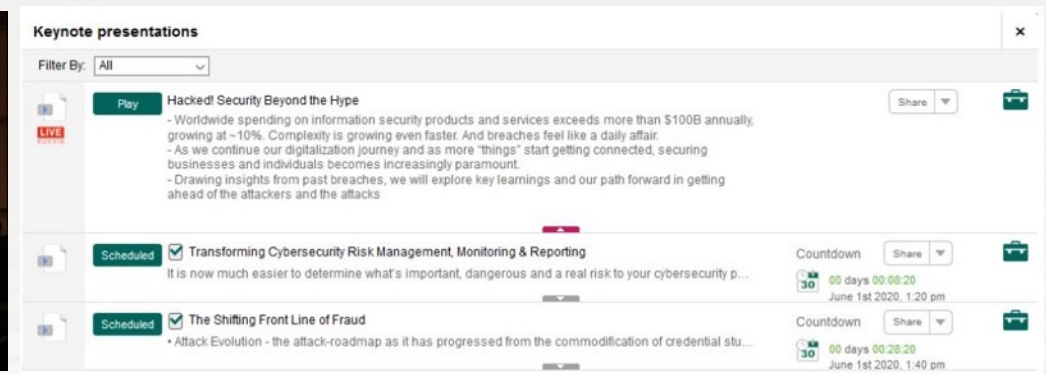 Keynote presentations
×
Filter By: All
Play
Hacked! Security Beyond the Hype
Share
LIVE
- Worldwide spending on information security products and services exceeds more than $100B annually,
growing at ~10%. Complexity is growing even faster. And breaches feel like a daily affair.
- As we continue our digitalization journey and as more “things” start getting connected, securing
businesses and individuals becomes increasingly paramount.
- Drawing insights from past breaches, we will explore key learnings and our path forward in getting
ahead of the attackers and the attacks
Scheduled
Transforming Cybersecurity Risk Management, Monitoring & Reporting
Countdown
Share
It is now much easier to determine what's important, dangerous and a real risk to your cybersecurity p...
30
00 days 00:08:20
June 1st 2020, 1:20 pm
Scheduled
The Shifting Front Line of Fraud
Countdown
Share
• Attack Evolution - the attack-roadmap as it has progressed from the commodification of credential stu...
30
00 days 00:28:20
June 1st 2020, 1:40 pm